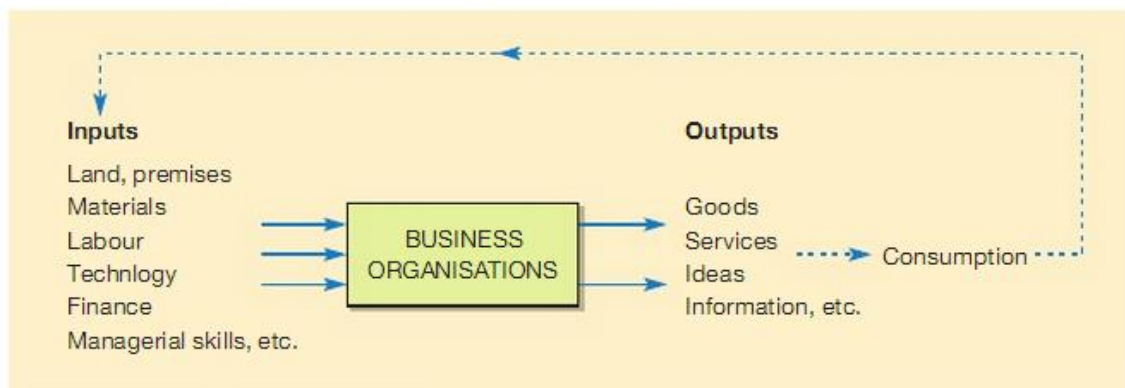 Inputs
Land, premises
Materials
Labour
Technlogy
Finance
Managerial skills, etc.
BUSINESS
ORGANISATIONS
Outputs
Goods
Services
Ideas
Information, etc.
Consumption